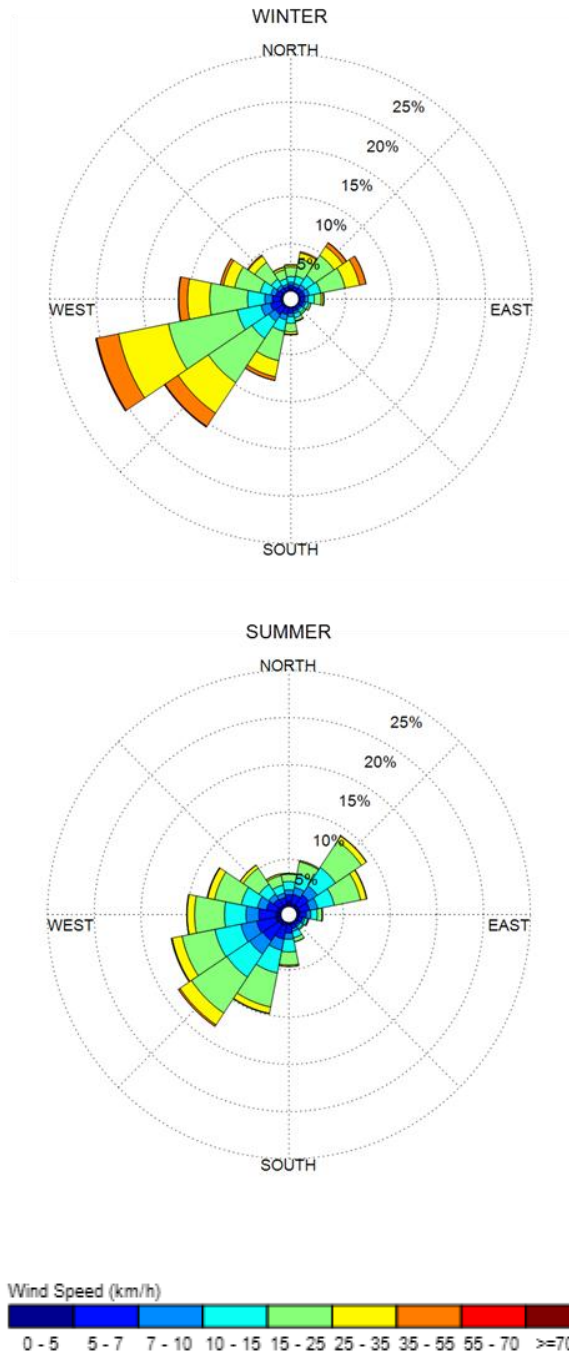 WINTER
NORTH
25%
20%
15%
10%
5%
WEST
EAST
SOUTH
SUMMER
NORTH
25%
20%
15%
10%
5%
WEST
EAST
SOUTH
Wind Speed (km/h)
0 - 5 5 - 7 7 - 10 10 - 15 15 - 25 25 - 35 35 - 55 55 - 70 >=70